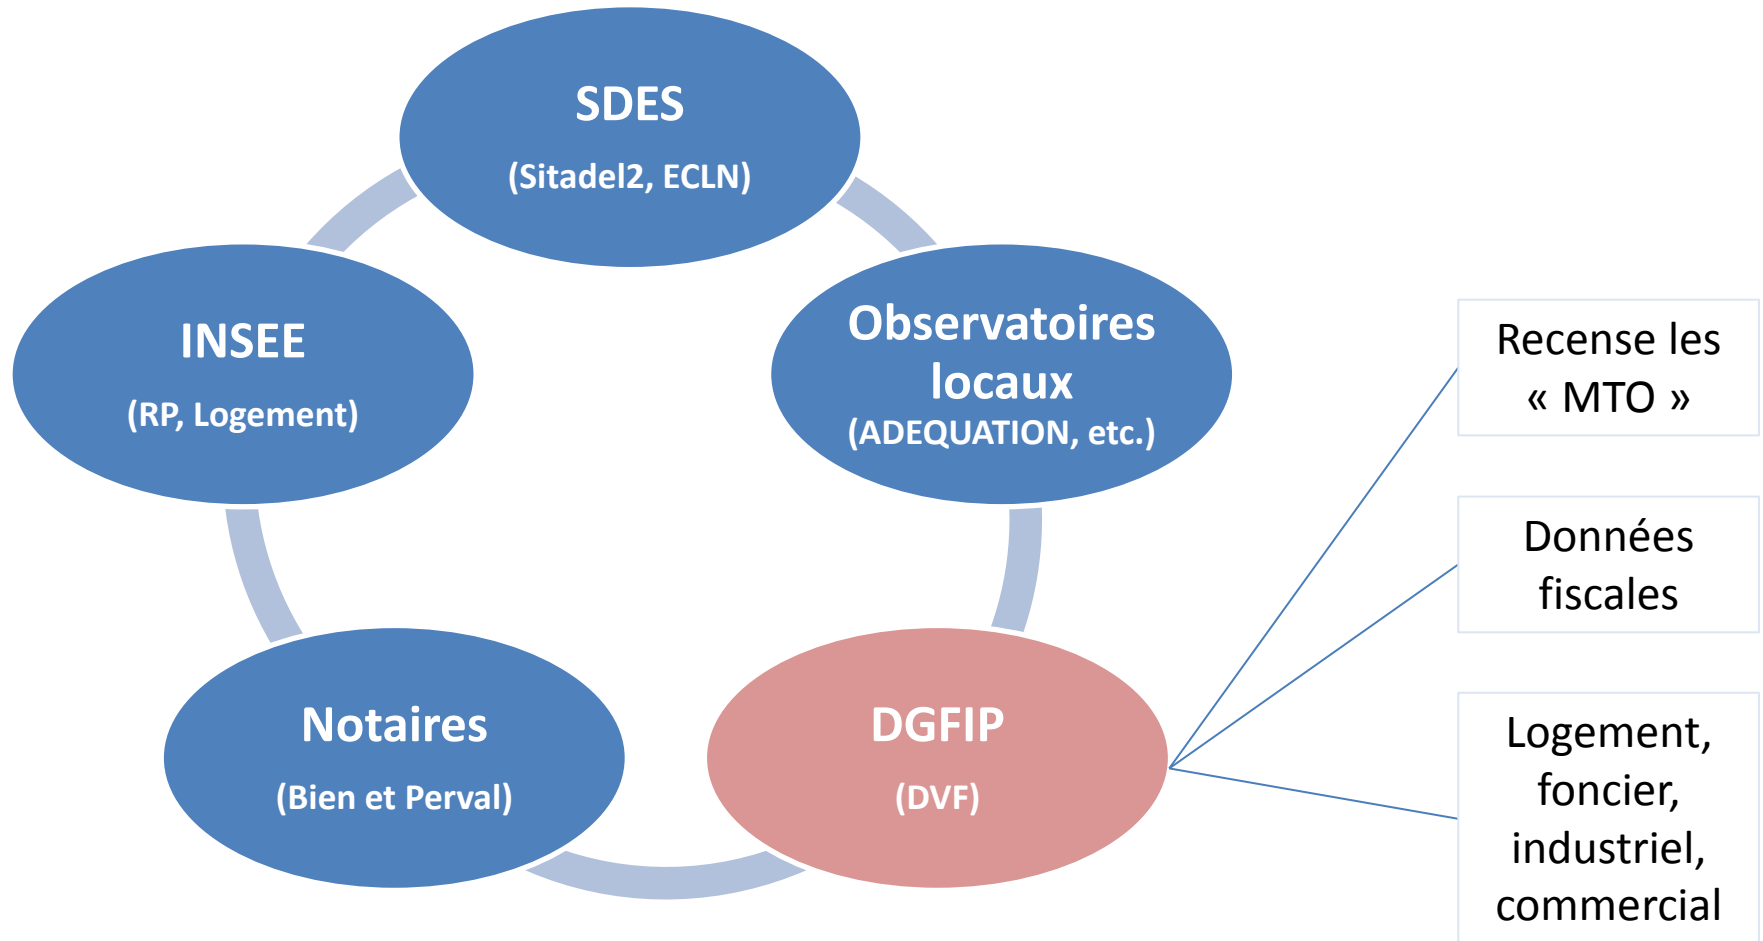 SDES
(Sitadel2, ECLN)
INSEE
(RP, Logement)
Observatoires
locaux
(ADEQUATION, etc.)
Notaires
(Bien et Perval)
DGFIP
(DVF)
Recense les
« MTO »
Données
fiscales
Logement,
foncier,
industriel,
commercial